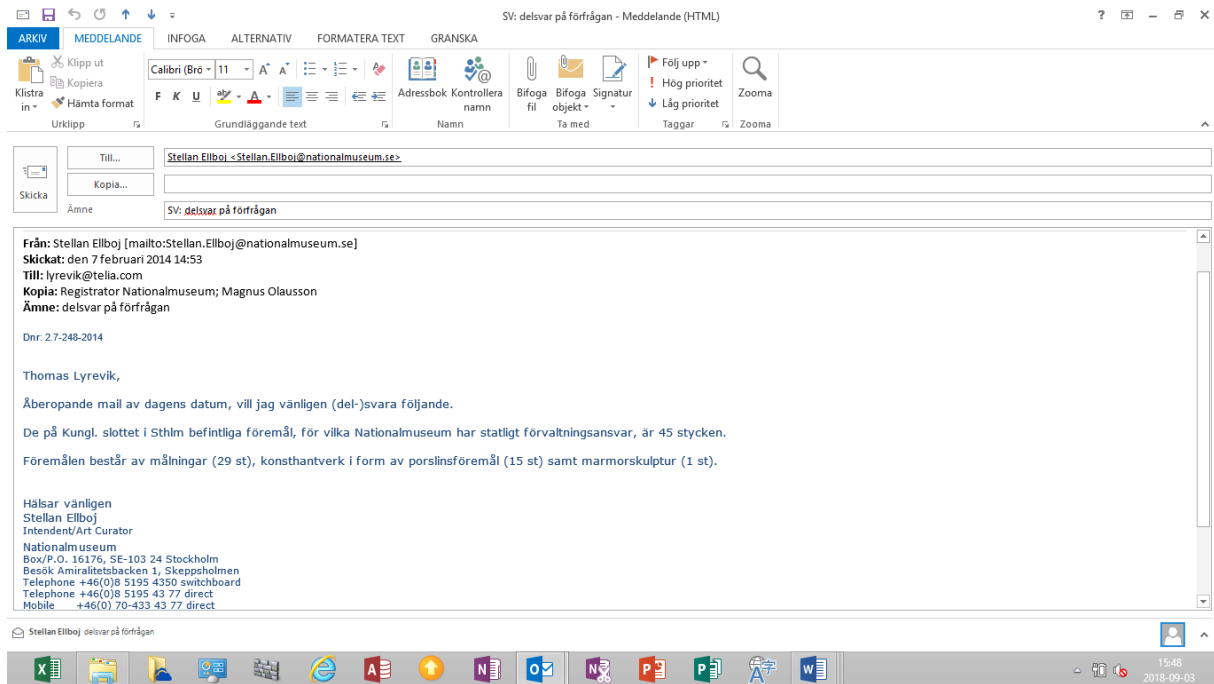 SV: delsvar på förfrågan - Meddelande (HTML)
ARKIV MEDDELANDE INFOGA ALTERNATIV FORMATERA TEXT GRANSKA
Klistra in
Klipp ut
Kopiera
Hämta format
Urklipp
Calibri (Brö 11
F K U
Grundläggande text
Adressbok Kontrollera namn
Namn
Bifoga fil Bifoga objekt Signatur
Ta med
Följ upp
Hög prioritet
Låg prioritet
Taggar
Zooma
Zooma
Skicka
Till... Stellan Ellboj <Stellan.Ellboj@nationalmuseum.se>
Kopia...
Ämne SV: delsvar på förfrågan
Från: Stellan Ellboj [mailto:Stellan.Ellboj@nationalmuseum.se]
Skickat: den 7 februari 2014 14:53
Till: lyrevik@telia.com
Kopia: Registrator Nationalmuseum; Magnus Olausson
Ämne: delsvar på förfrågan
Dnr: 2.7-248-2014
Thomas Lyrevik,
Åberopande mail av dagens datum, vill jag vänligen (del-)svara följande.
De på Kungl. slottet i Sthlm befintliga föremål, för vilka Nationalmuseum har statligt förvaltningsansvar, är 45 stycken.
Föremålen består av målningar (29 st), konsthantverk i form av porslinsföremål (15 st) samt marmorskulptur (1 st).
Hälsar vänligen
Stellan Ellboj
Intendent/Art Curator
Nationalmuseum
Box/P.O. 16176, SE-103 24 Stockholm
Besök Amiralitetsbacken 1, Skeppsholmen
Telephone +46(0)8 5195 4350 switchboard
Telephone +46(0)8 5195 43 77 direct
Mobile +46(0) 70-433 43 77 direct
Stellan Ellboj delsvar på förfrågan
15:48
2018-09-03